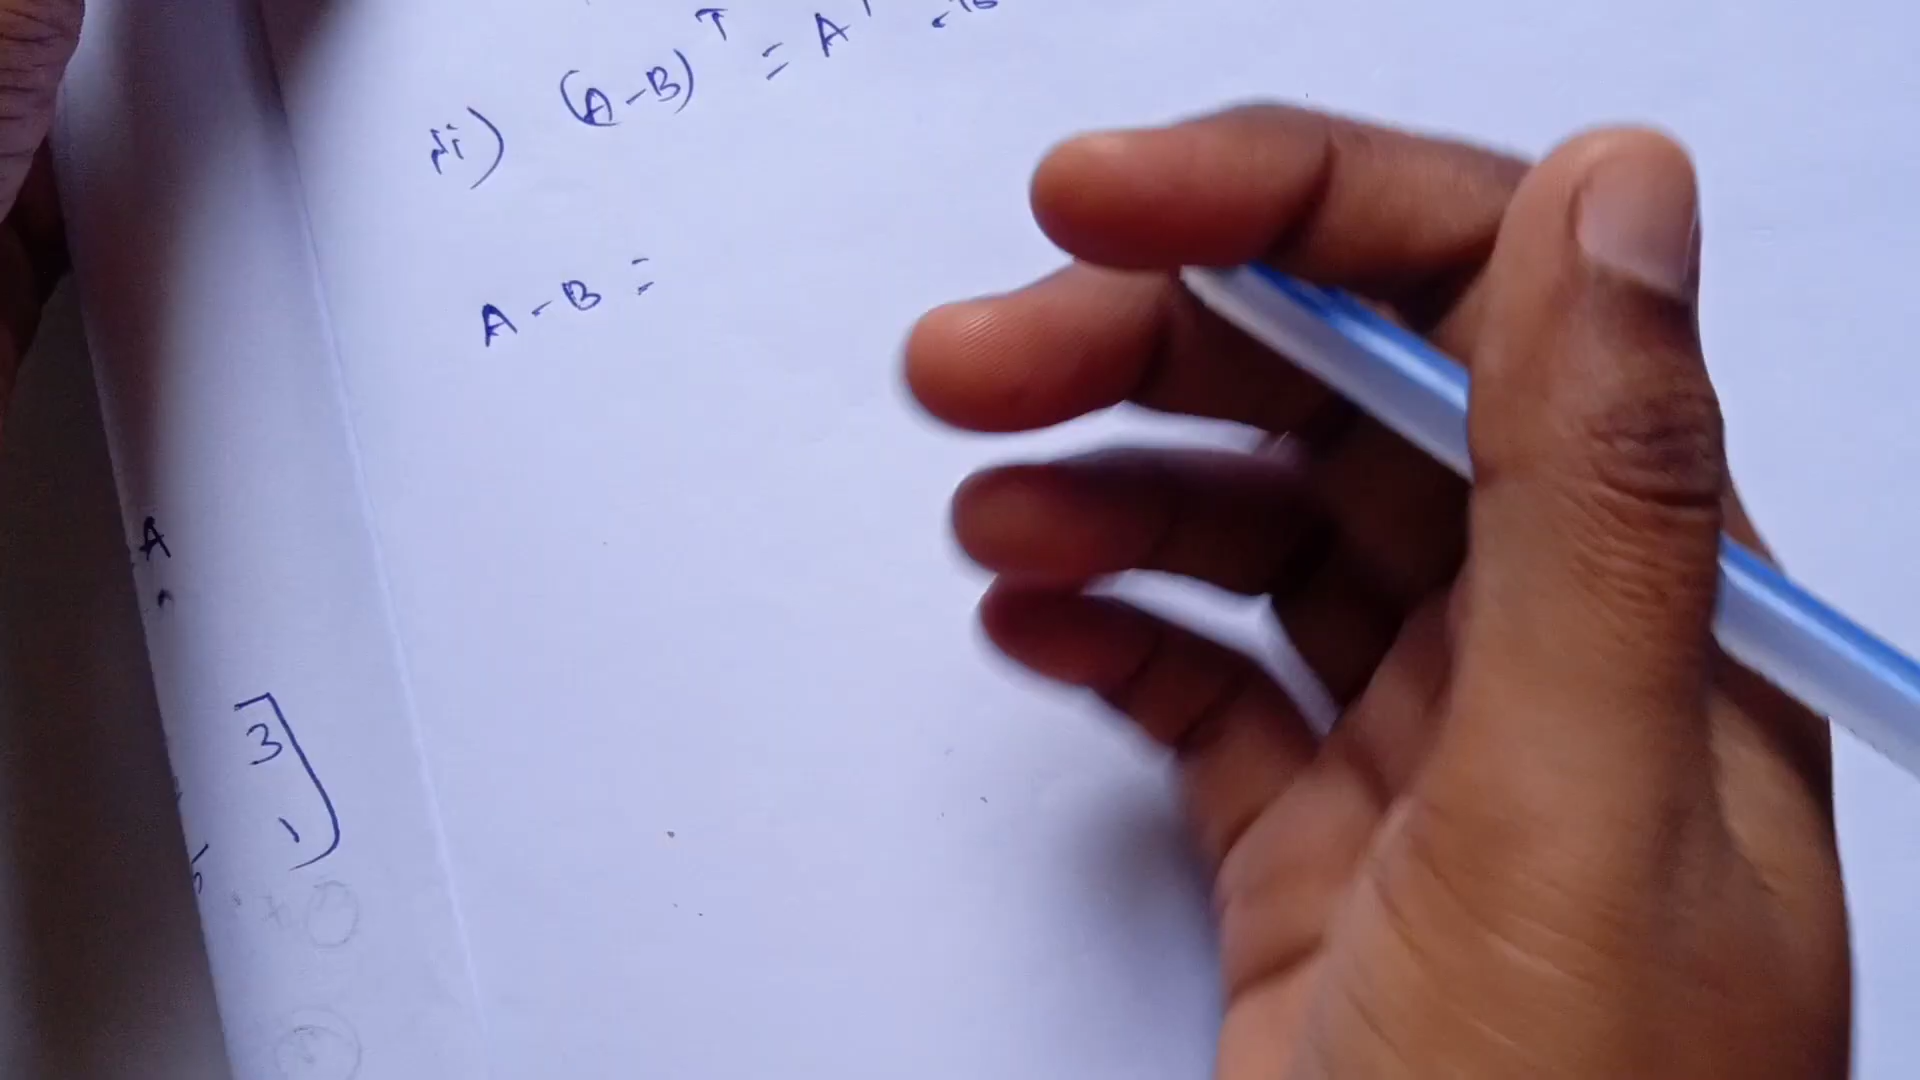 ii) (A-B)ᵀ = A
A-B =
A
3
1